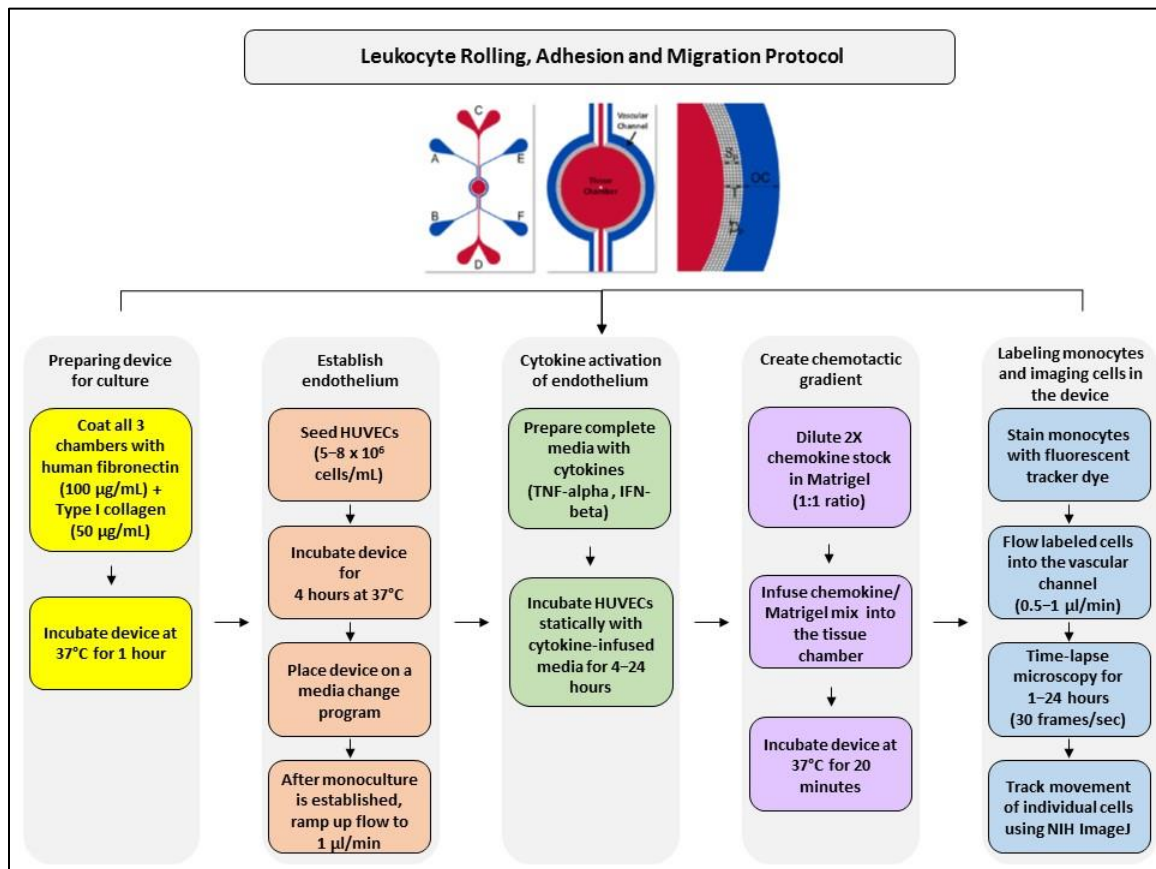 Leukocyte Rolling, Adhesion and Migration Protocol
C
A
E
B
F
D
Vascular
Channel
Tissue
Chamber
T
OC
Preparing device
for culture
Coat all 3
chambers with
human fibronectin
(100 µg/mL) +
Type I collagen
(50 µg/mL)
Incubate device at
37°C for 1 hour
Establish
endothelium
Seed HUVECs
(5–8 x 10⁶
cells/mL)
Incubate device
for
4 hours at 37°C
Place device on a
media change
program
After monoculture
is established,
ramp up flow to
1 µl/min
Cytokine activation
of endothelium
Prepare complete
media with
cytokines
(TNF-alpha , IFN-
beta)
Incubate HUVECs
statically with
cytokine-infused
media for 4–24
hours
Create chemotactic
gradient
Dilute 2X
chemokine stock
in Matrigel
(1:1 ratio)
Infuse chemokine/
Matrigel mix into
the tissue
chamber
Incubate device at
37°C for 20
minutes
Labeling monocytes
and imaging cells in
the device
Stain monocytes
with fluorescent
tracker dye
Flow labeled cells
into the vascular
channel
(0.5–1 µl/min)
Time-lapse
microscopy for
1–24 hours
(30 frames/sec)
Track movement
of individual cells
using NIH ImageJ